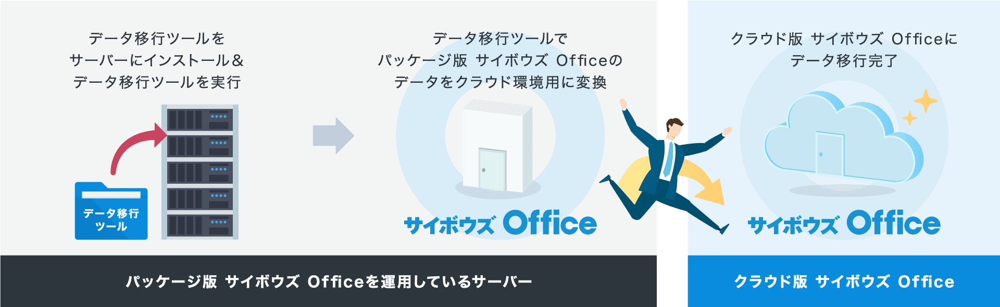 データ移行ツールを
サーバーにインストール＆
データ移行ツールを実行
データ移行
ツール
データ移行ツールで
パッケージ版 サイボウズ Officeの
データをクラウド環境用に変換
サイボウズ Office
クラウド版 サイボウズ Officeに
データ移行完了
サイボウズ Office
パッケージ版 サイボウズ Officeを運用しているサーバー
クラウド版 サイボウズ Office